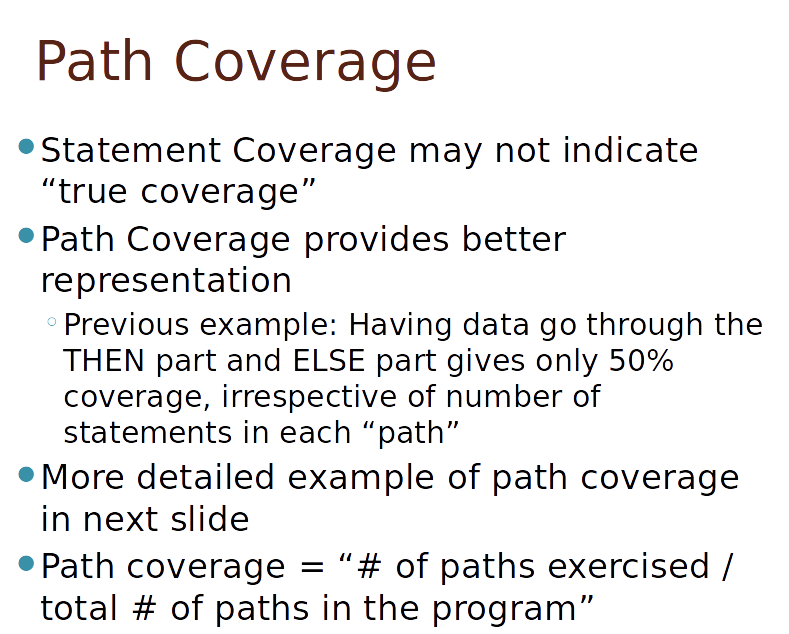 Path Coverage
Statement Coverage may not indicate
“true coverage”
Path Coverage provides better
representation
Previous example: Having data go through the
THEN part and ELSE part gives only 50%
coverage, irrespective of number of
statements in each “path”
More detailed example of path coverage
in next slide
Path coverage = “# of paths exercised /
total # of paths in the program”